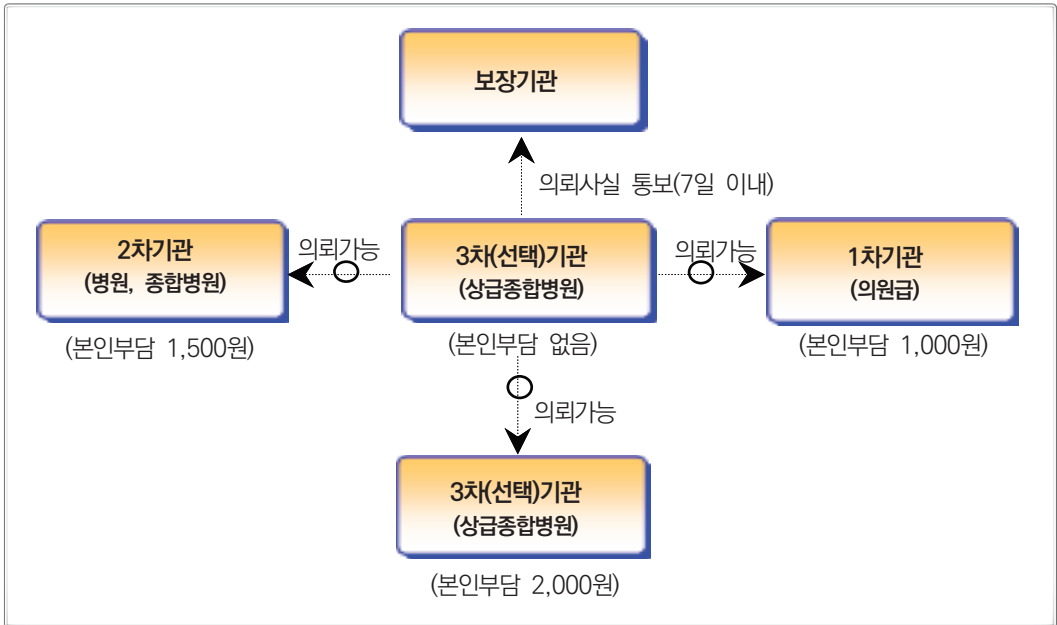 보장기관
의뢰사실 통보(7일 이내)
2차기관
(병원, 종합병원)
의뢰가능
3차(선택)기관
(상급종합병원)
의뢰가능
1차기관
(의원급)
(본인부담 1,500원)
(본인부담 없음)
(본인부담 1,000원)
의뢰가능
3차(선택)기관
(상급종합병원)
(본인부담 2,000원)